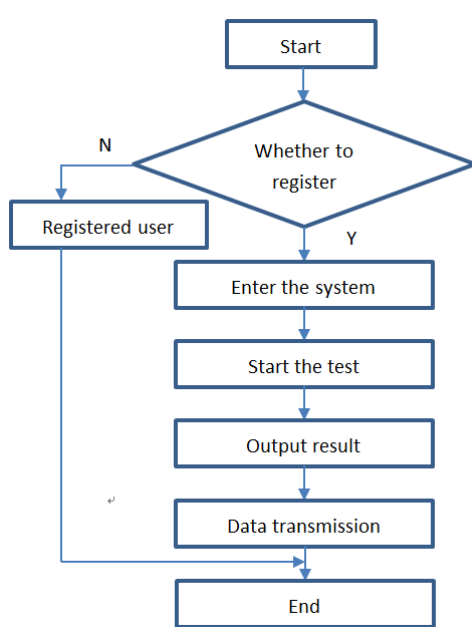 Start
Whether to
register
N
Registered user
Y
Enter the system
Start the test
Output result
Data transmission
End